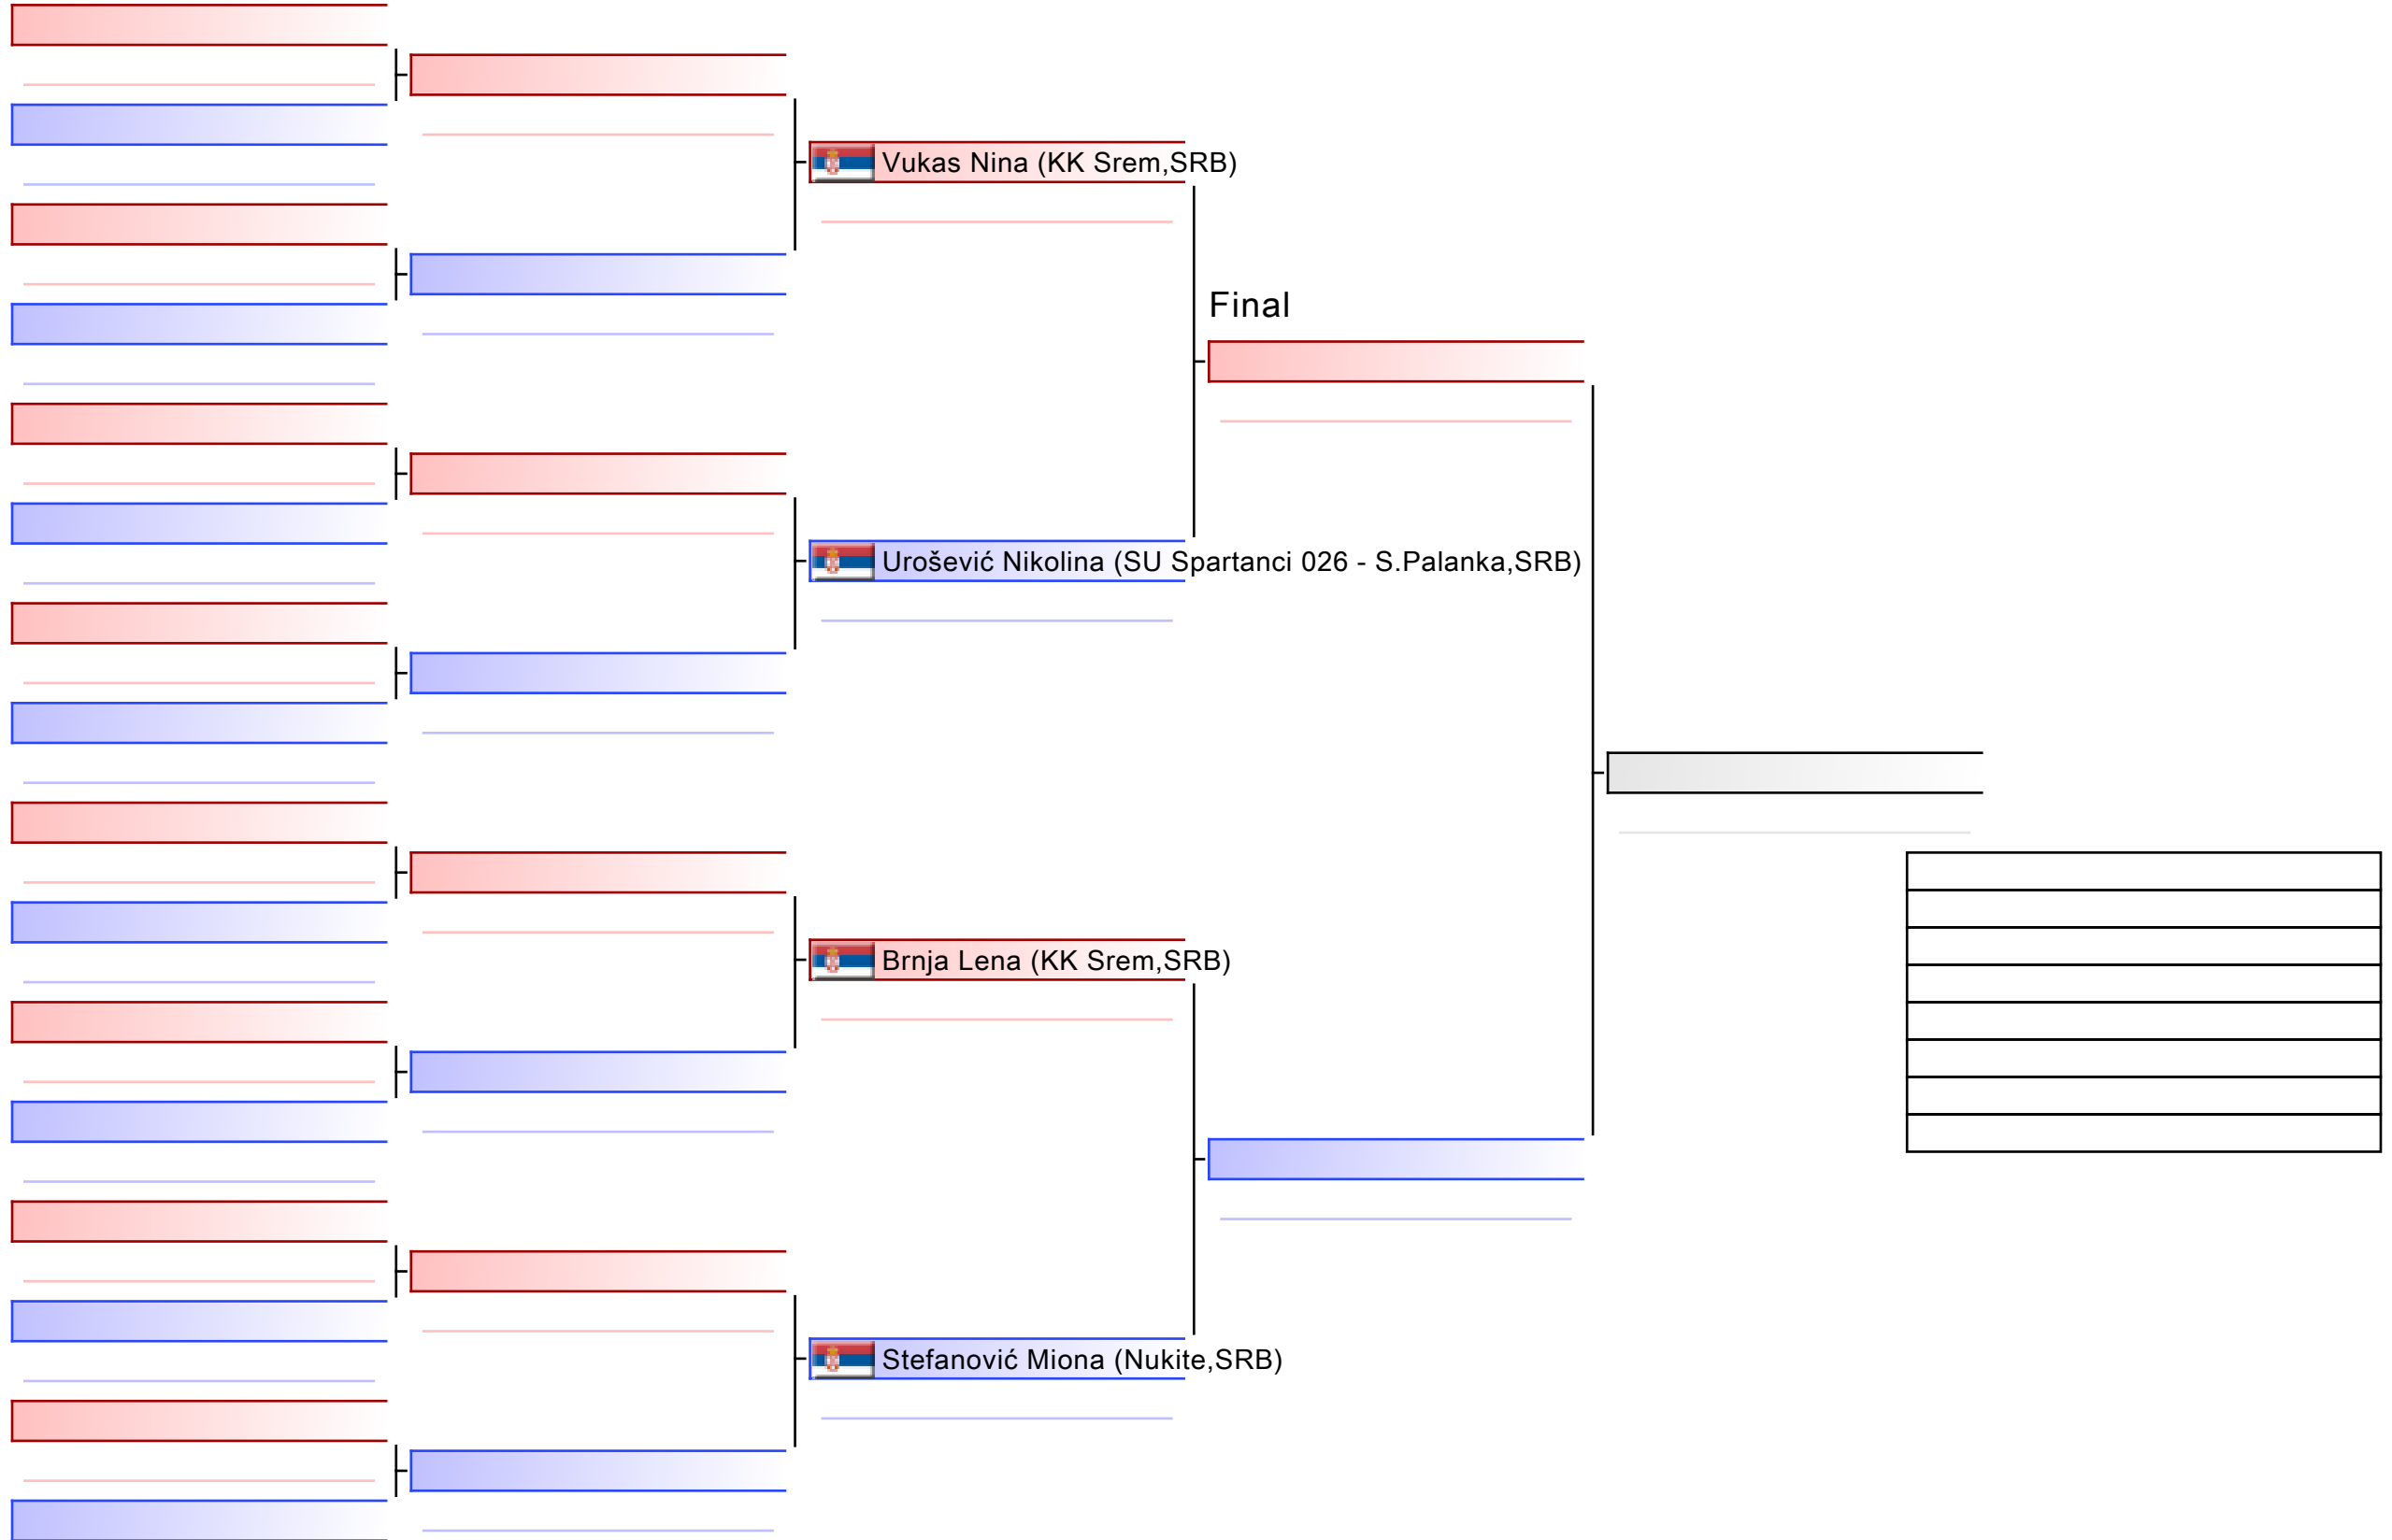 Vukas Nina (KK Srem,SRB)
Final
Urošević Nikolina (SU Spartanci 026 - S.Palanka,SRB)
Brnja Lena (KK Srem,SRB)
Stefanović Miona (Nukite,SRB)